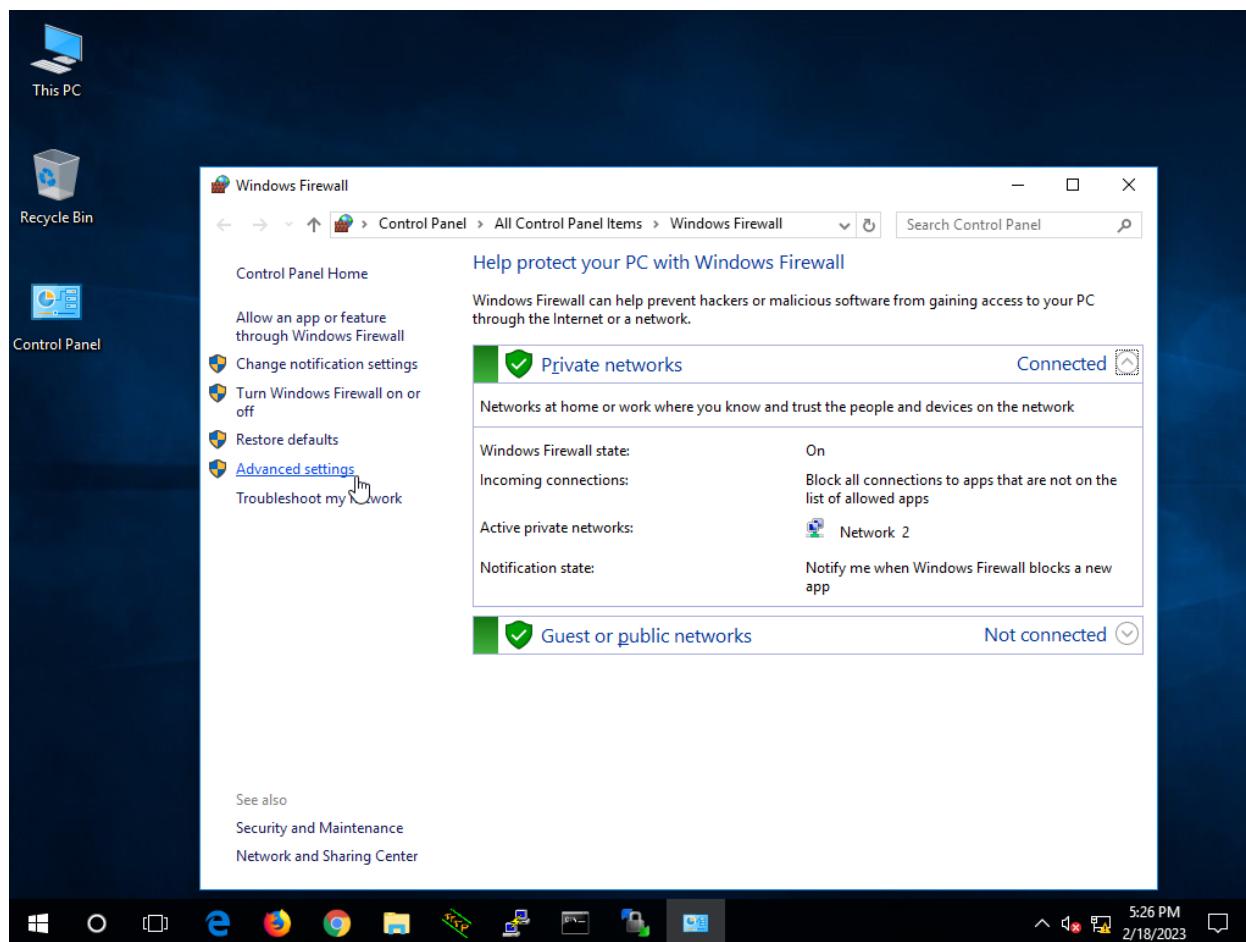 This PC
Recycle Bin
Control Panel
Windows Firewall
Control Panel > All Control Panel Items > Windows Firewall
Search Control Panel
Control Panel Home
Allow an app or feature
through Windows Firewall
Change notification settings
Turn Windows Firewall on or
off
Restore defaults
Advanced settings
Troubleshoot my
See also
Security and Maintenance
Network and Sharing Center
Help protect your PC with Windows Firewall
Windows Firewall can help prevent hackers or malicious software from gaining access to your PC
through the Internet or a network.
Private networks Connected
Networks at home or work where you know and trust the people and devices on the network
Windows Firewall state: On
Incoming connections: Block all connections to apps that are not on the
list of allowed apps
Active private networks: Network 2
Notification state: Notify me when Windows Firewall blocks a new
app
Guest or public networks Not connected
5:26 PM
2/18/2023